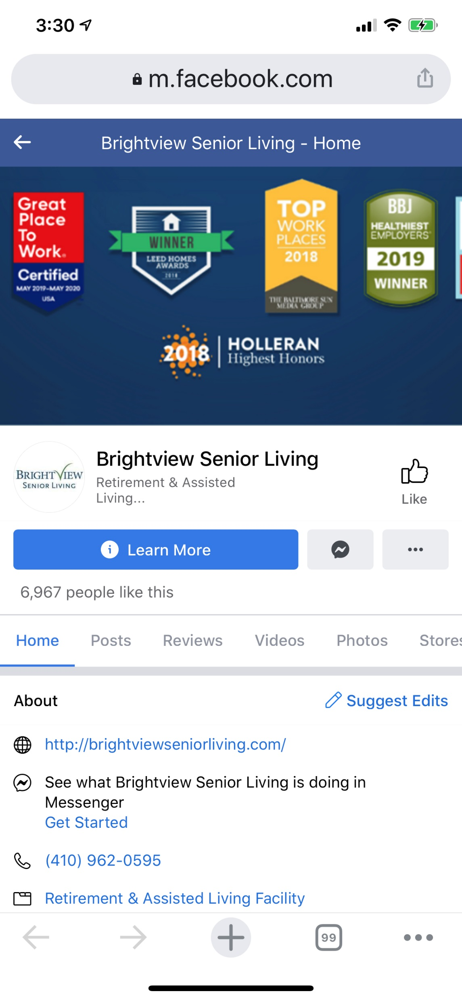 3:30
m.facebook.com
Brightview Senior Living - Home
Great
Place
To
Work.
Certified
MAY 2019-MAY 2020
USA
WINNER
LEED HOMES
AWARDS
2018
TOP
WORK
PLACES
2018
THE BALTIMORE SUN
MEDIA GROUP
BBJ
HEALTHIEST
EMPLOYERS
2019
WINNER
2018
HOLLERAN
Highest Honors
BRIGHTVIEW
SENIOR LIVING
Brightview Senior Living
Retirement & Assisted
Living...
Like
Learn More
6,967 people like this
Home Posts Reviews Videos Photos Stores
About
Suggest Edits
http://brightviewseniorliving.com/
See what Brightview Senior Living is doing in
Messenger
Get Started
(410) 962-0595
Retirement & Assisted Living Facility
99